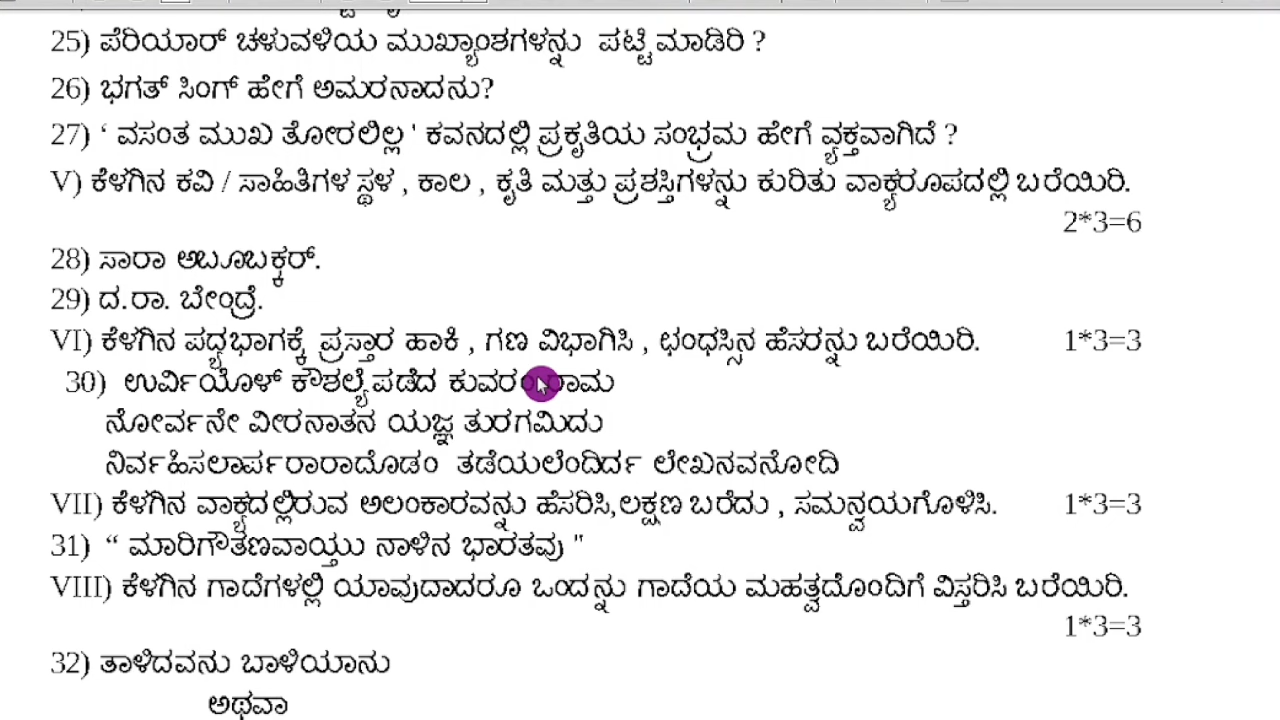 25) ಪೆರಿಯಾರ್ ಚಳುವಳಿಯ ಮುಖ್ಯಾಂಶಗಳನ್ನು ಪಟ್ಟಿ ಮಾಡಿರಿ ?
26) ಭಗತ್ ಸಿಂಗ್ ಹೇಗೆ ಅಮರನಾದನು?
27) ‘ ವಸಂತ ಮುಖ ತೋರಲಿಲ್ಲ ' ಕವನದಲ್ಲಿ ಪ್ರಕೃತಿಯ ಸಂಭ್ರಮ ಹೇಗೆ ವ್ಯಕ್ತವಾಗಿದೆ ?
V) ಕೆಳಗಿನ ಕವಿ / ಸಾಹಿತಿಗಳ ಸ್ಥಳ , ಕಾಲ , ಕೃತಿ ಮತ್ತು ಪ್ರಶಸ್ತಿಗಳನ್ನು ಕುರಿತು ವಾಕ್ಯರೂಪದಲ್ಲಿ ಬರೆಯಿರಿ.
2*3=6
28) ಸಾರಾ ಅಬೂಬಕ್ಕರ್.
29) ದ.ರಾ. ಬೇಂದ್ರೆ.
VI) ಕೆಳಗಿನ ಪದ್ಯಭಾಗಕ್ಕೆ ಪ್ರಸ್ತಾರ ಹಾಕಿ , ಗಣ ವಿಭಾಗಿಸಿ , ಛಂಧಸ್ಸಿನ ಹೆಸರನ್ನು ಬರೆಯಿರಿ. 1*3=3
30) ಉರ್ವಿಯೊಳ್ ಕೌಶಲ್ಯೆ ಪಡೆದ ಕುವರಂ ರಾಮ
ನೋರ್ವನೇ ವೀರನಾತನ ಯಜ್ಞ ತುರಗಮಿದು
ನಿರ್ವಹಿಸಲಾರ್ಪರಾರಾದೊಡಂ ತಡೆಯಲೆಂದಿರ್ದ ಲೇಖನವನೋದಿ
VII) ಕೆಳಗಿನ ವಾಕ್ಯದಲ್ಲಿರುವ ಅಲಂಕಾರವನ್ನು ಹೆಸರಿಸಿ,ಲಕ್ಷಣ ಬರೆದು , ಸಮನ್ವಯಗೊಳಿಸಿ. 1*3=3
31) “ ಮಾರಿಗೌತಣವಾಯ್ತು ನಾಳಿನ ಭಾರತವು "
VIII) ಕೆಳಗಿನ ಗಾದೆಗಳಲ್ಲಿ ಯಾವುದಾದರೂ ಒಂದನ್ನು ಗಾದೆಯ ಮಹತ್ವದೊಂದಿಗೆ ವಿಸ್ತರಿಸಿ ಬರೆಯಿರಿ.
1*3=3
32) ತಾಳಿದವನು ಬಾಳಿಯಾನು
ಅಥವಾ